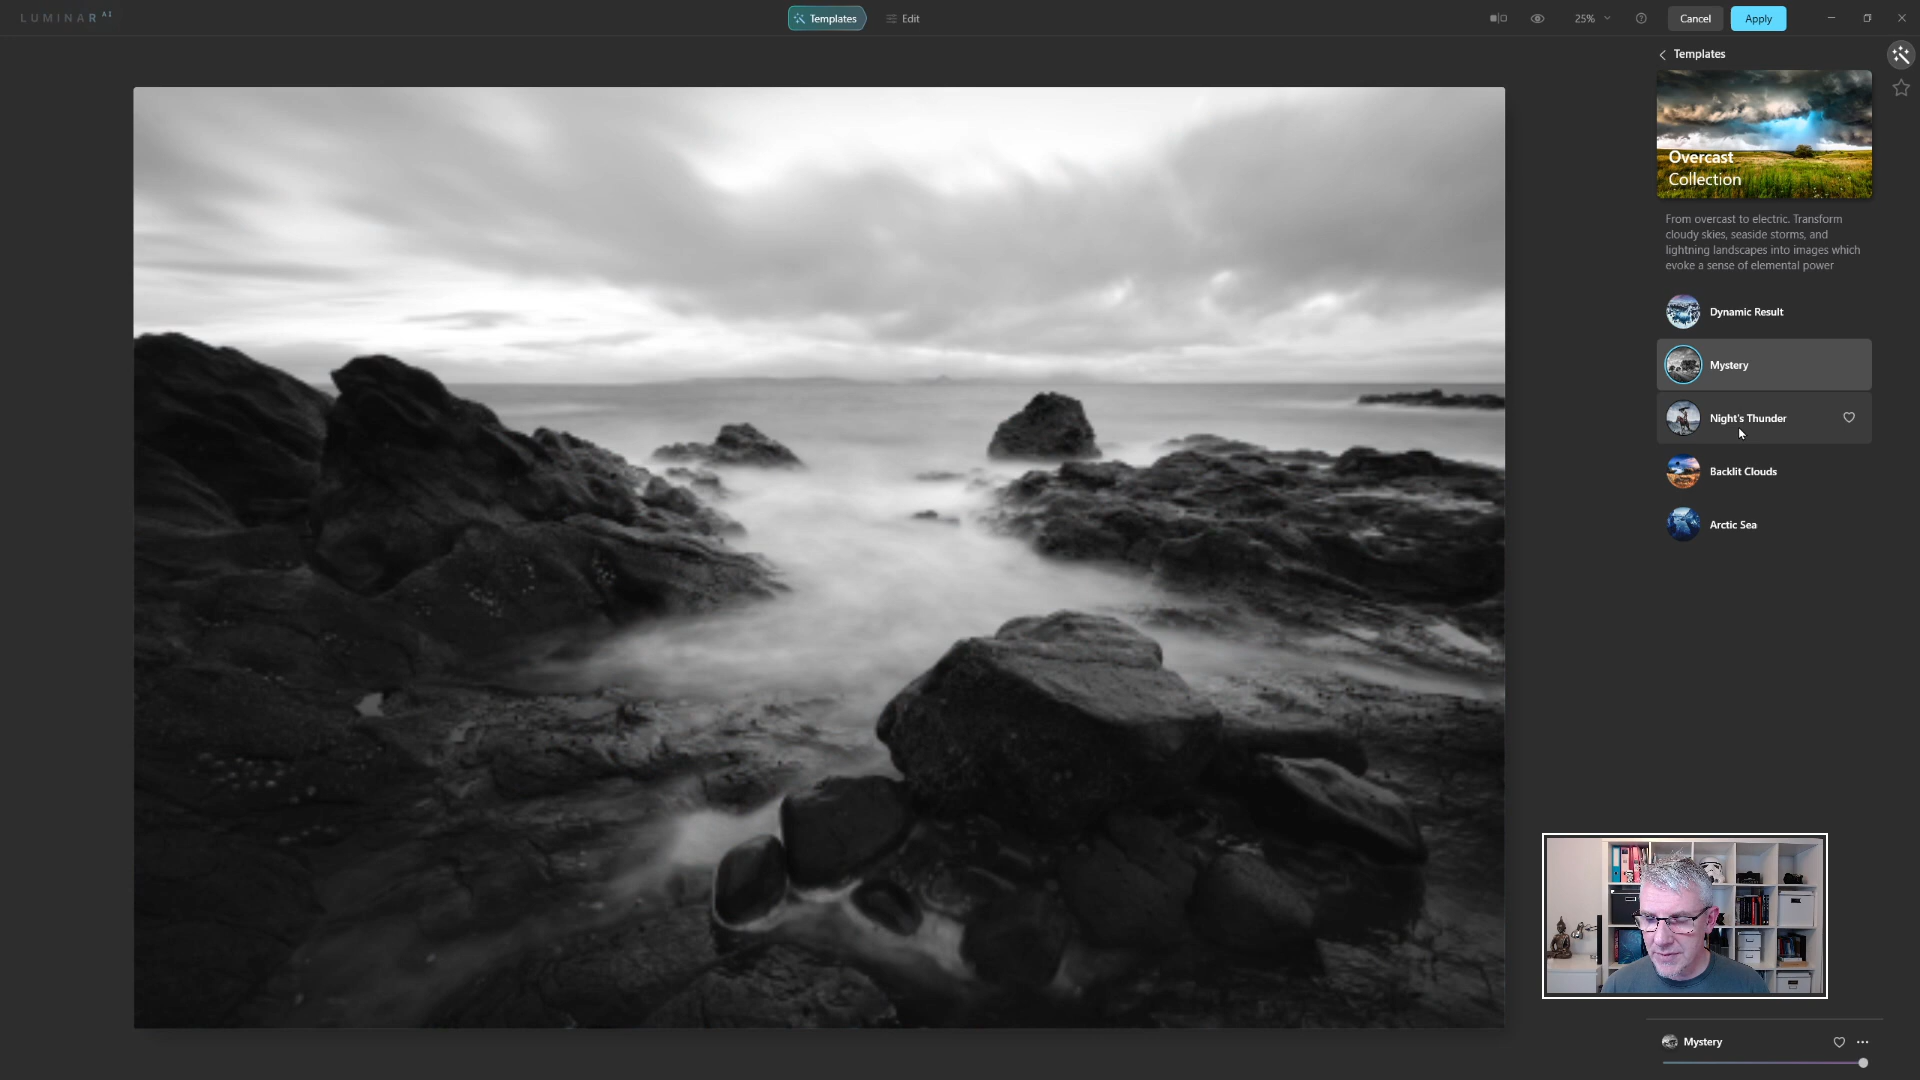 LUMINAR AI
Templates
Edit
25%
Cancel
Apply
Templates
Overcast
Collection
From overcast to electric. Transform
cloudy skies, seaside storms, and
lightning landscapes into images which
evoke a sense of elemental power
Dynamic Result
Mystery
Night's Thunder
Backlit Clouds
Arctic Sea
Mystery